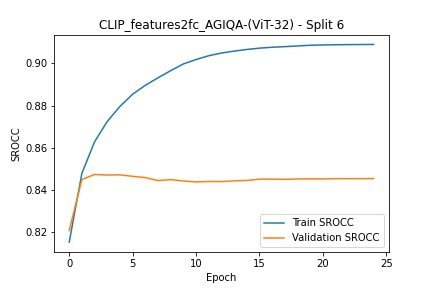 CLIP_features2fc_AGIQA-(ViT-32) - Split 6
SROCC
0.90
0.88
0.86
0.84
0.82
Train SROCC
Validation SROCC
0 5 10 15 20 25
Epoch